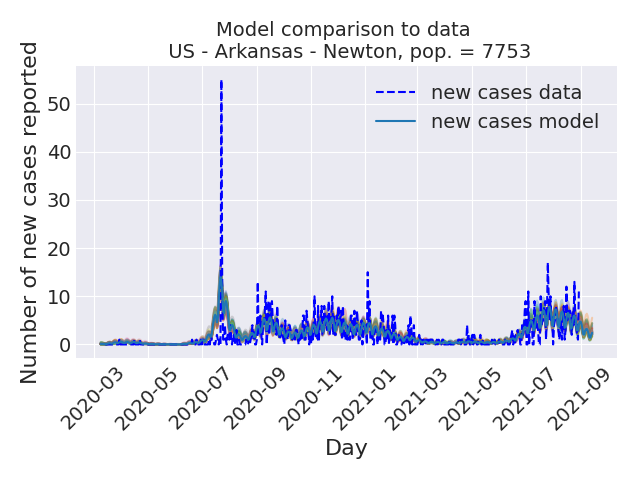 Model comparison to data
US - Arkansas - Newton, pop. = 7753
Number of new cases reported
50
40
30
20
10
0
new cases data
new cases model
2020-03
2020-05
2020-07
2020-09
2020-11
2021-01
2021-03
2021-05
2021-07
2021-09
Day